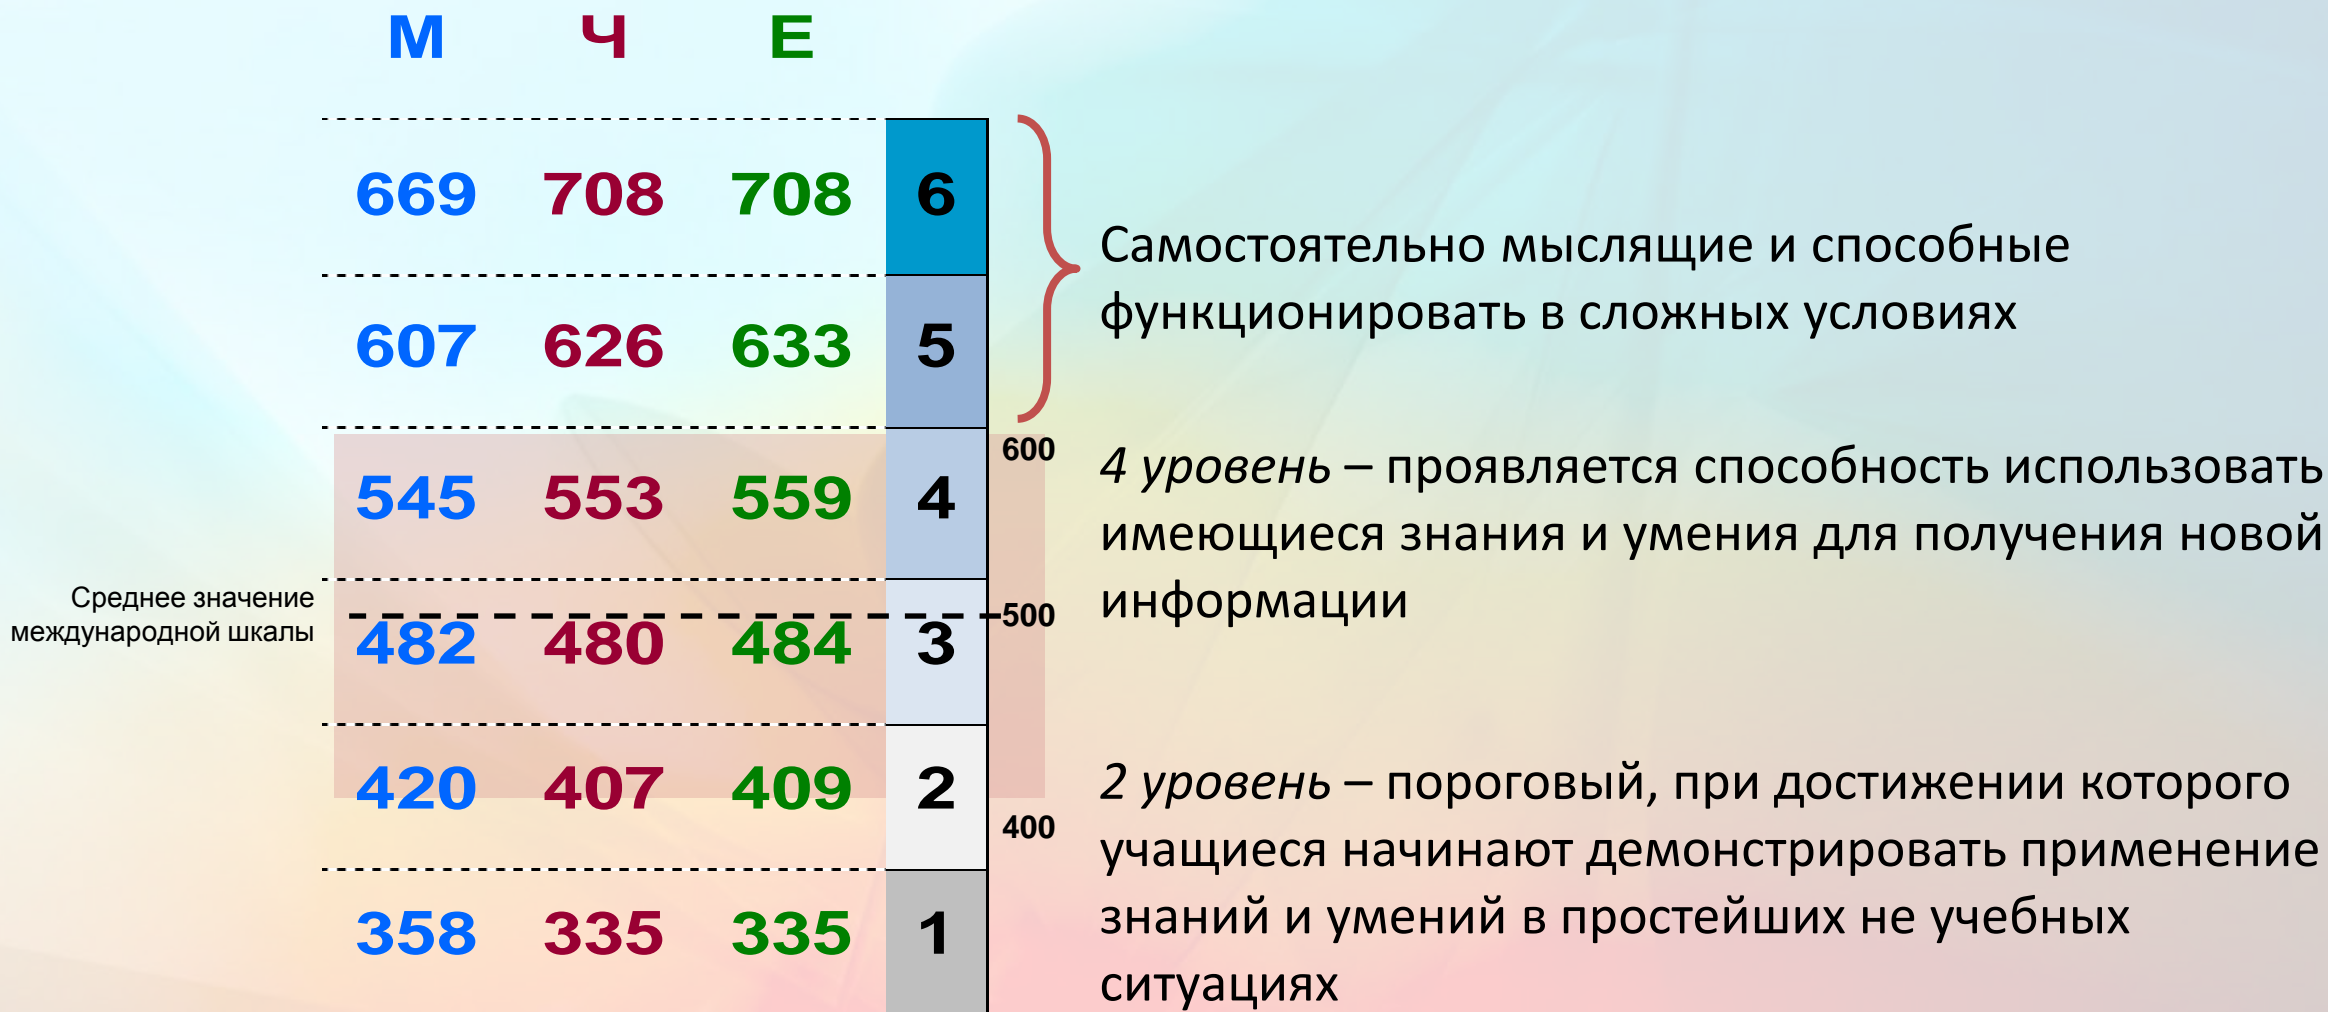 М Ч Е
669 708 708 6
607 626 633 5
Самостоятельно мыслящие и способные
функционировать в сложных условиях
600
545 553 559 4
4 уровень – проявляется способность использовать
имеющиеся знания и умения для получения новой
информации
Среднее значение
международной шкалы
500
482 480 484 3
420 407 409 2
400
2 уровень – пороговый, при достижении которого
учащиеся начинают демонстрировать применение
знаний и умений в простейших не учебных
ситуациях
358 335 335 1